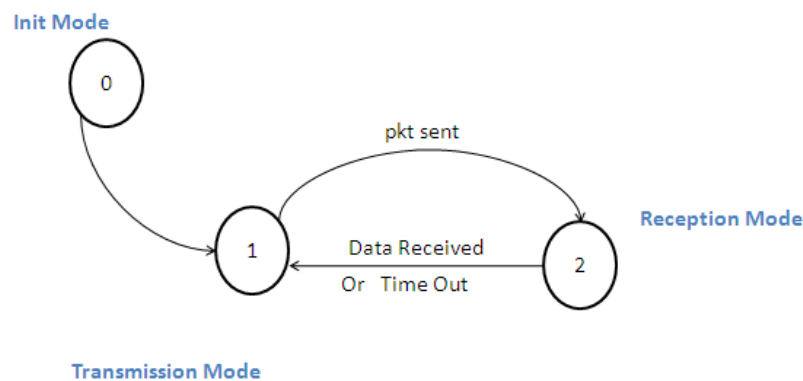 Init Mode
0
pkt sent
Reception Mode
1
Data Received
2
Or Time Out
Transmission Mode